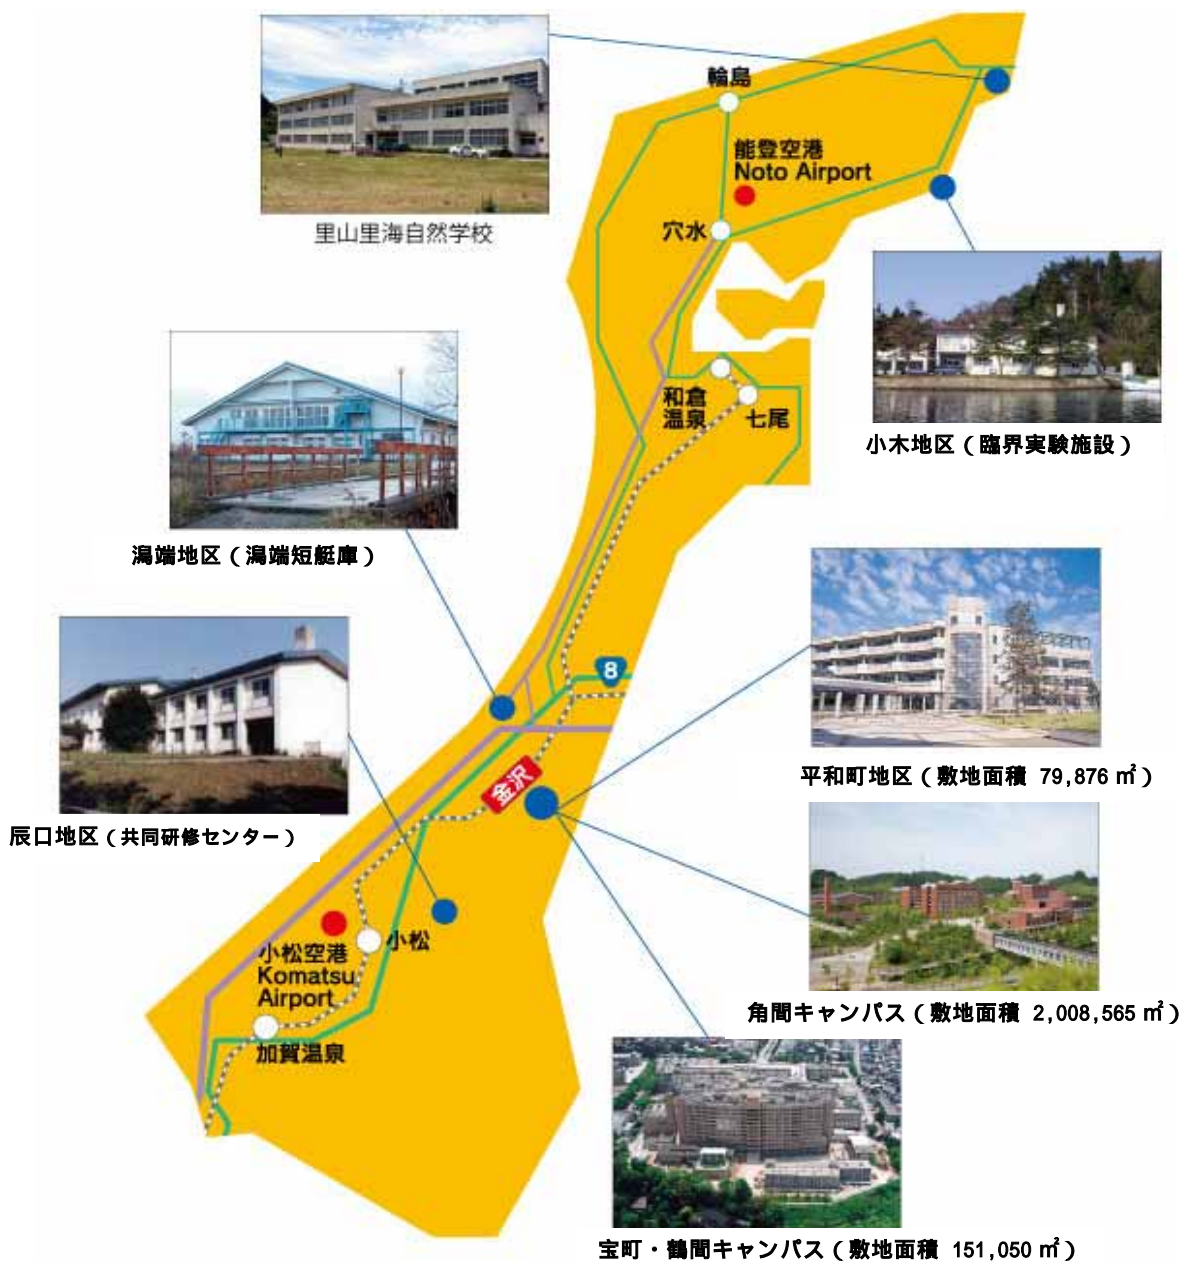 輪島
能登空港
Noto Airport
里山里海自然学校
穴水
和倉
温泉
七尾
小木地区（臨界実験施設）
潟端地区（潟端短艇庫）
8
平和町地区（敷地面積 79,876 ㎡）
金沢
辰口地区（共同研修センター）
小松
小松空港
Komatsu
Airport
角間キャンパス（敷地面積 2,008,565 ㎡）
加賀温泉
宝町・鶴間キャンパス（敷地面積 151,050 ㎡）